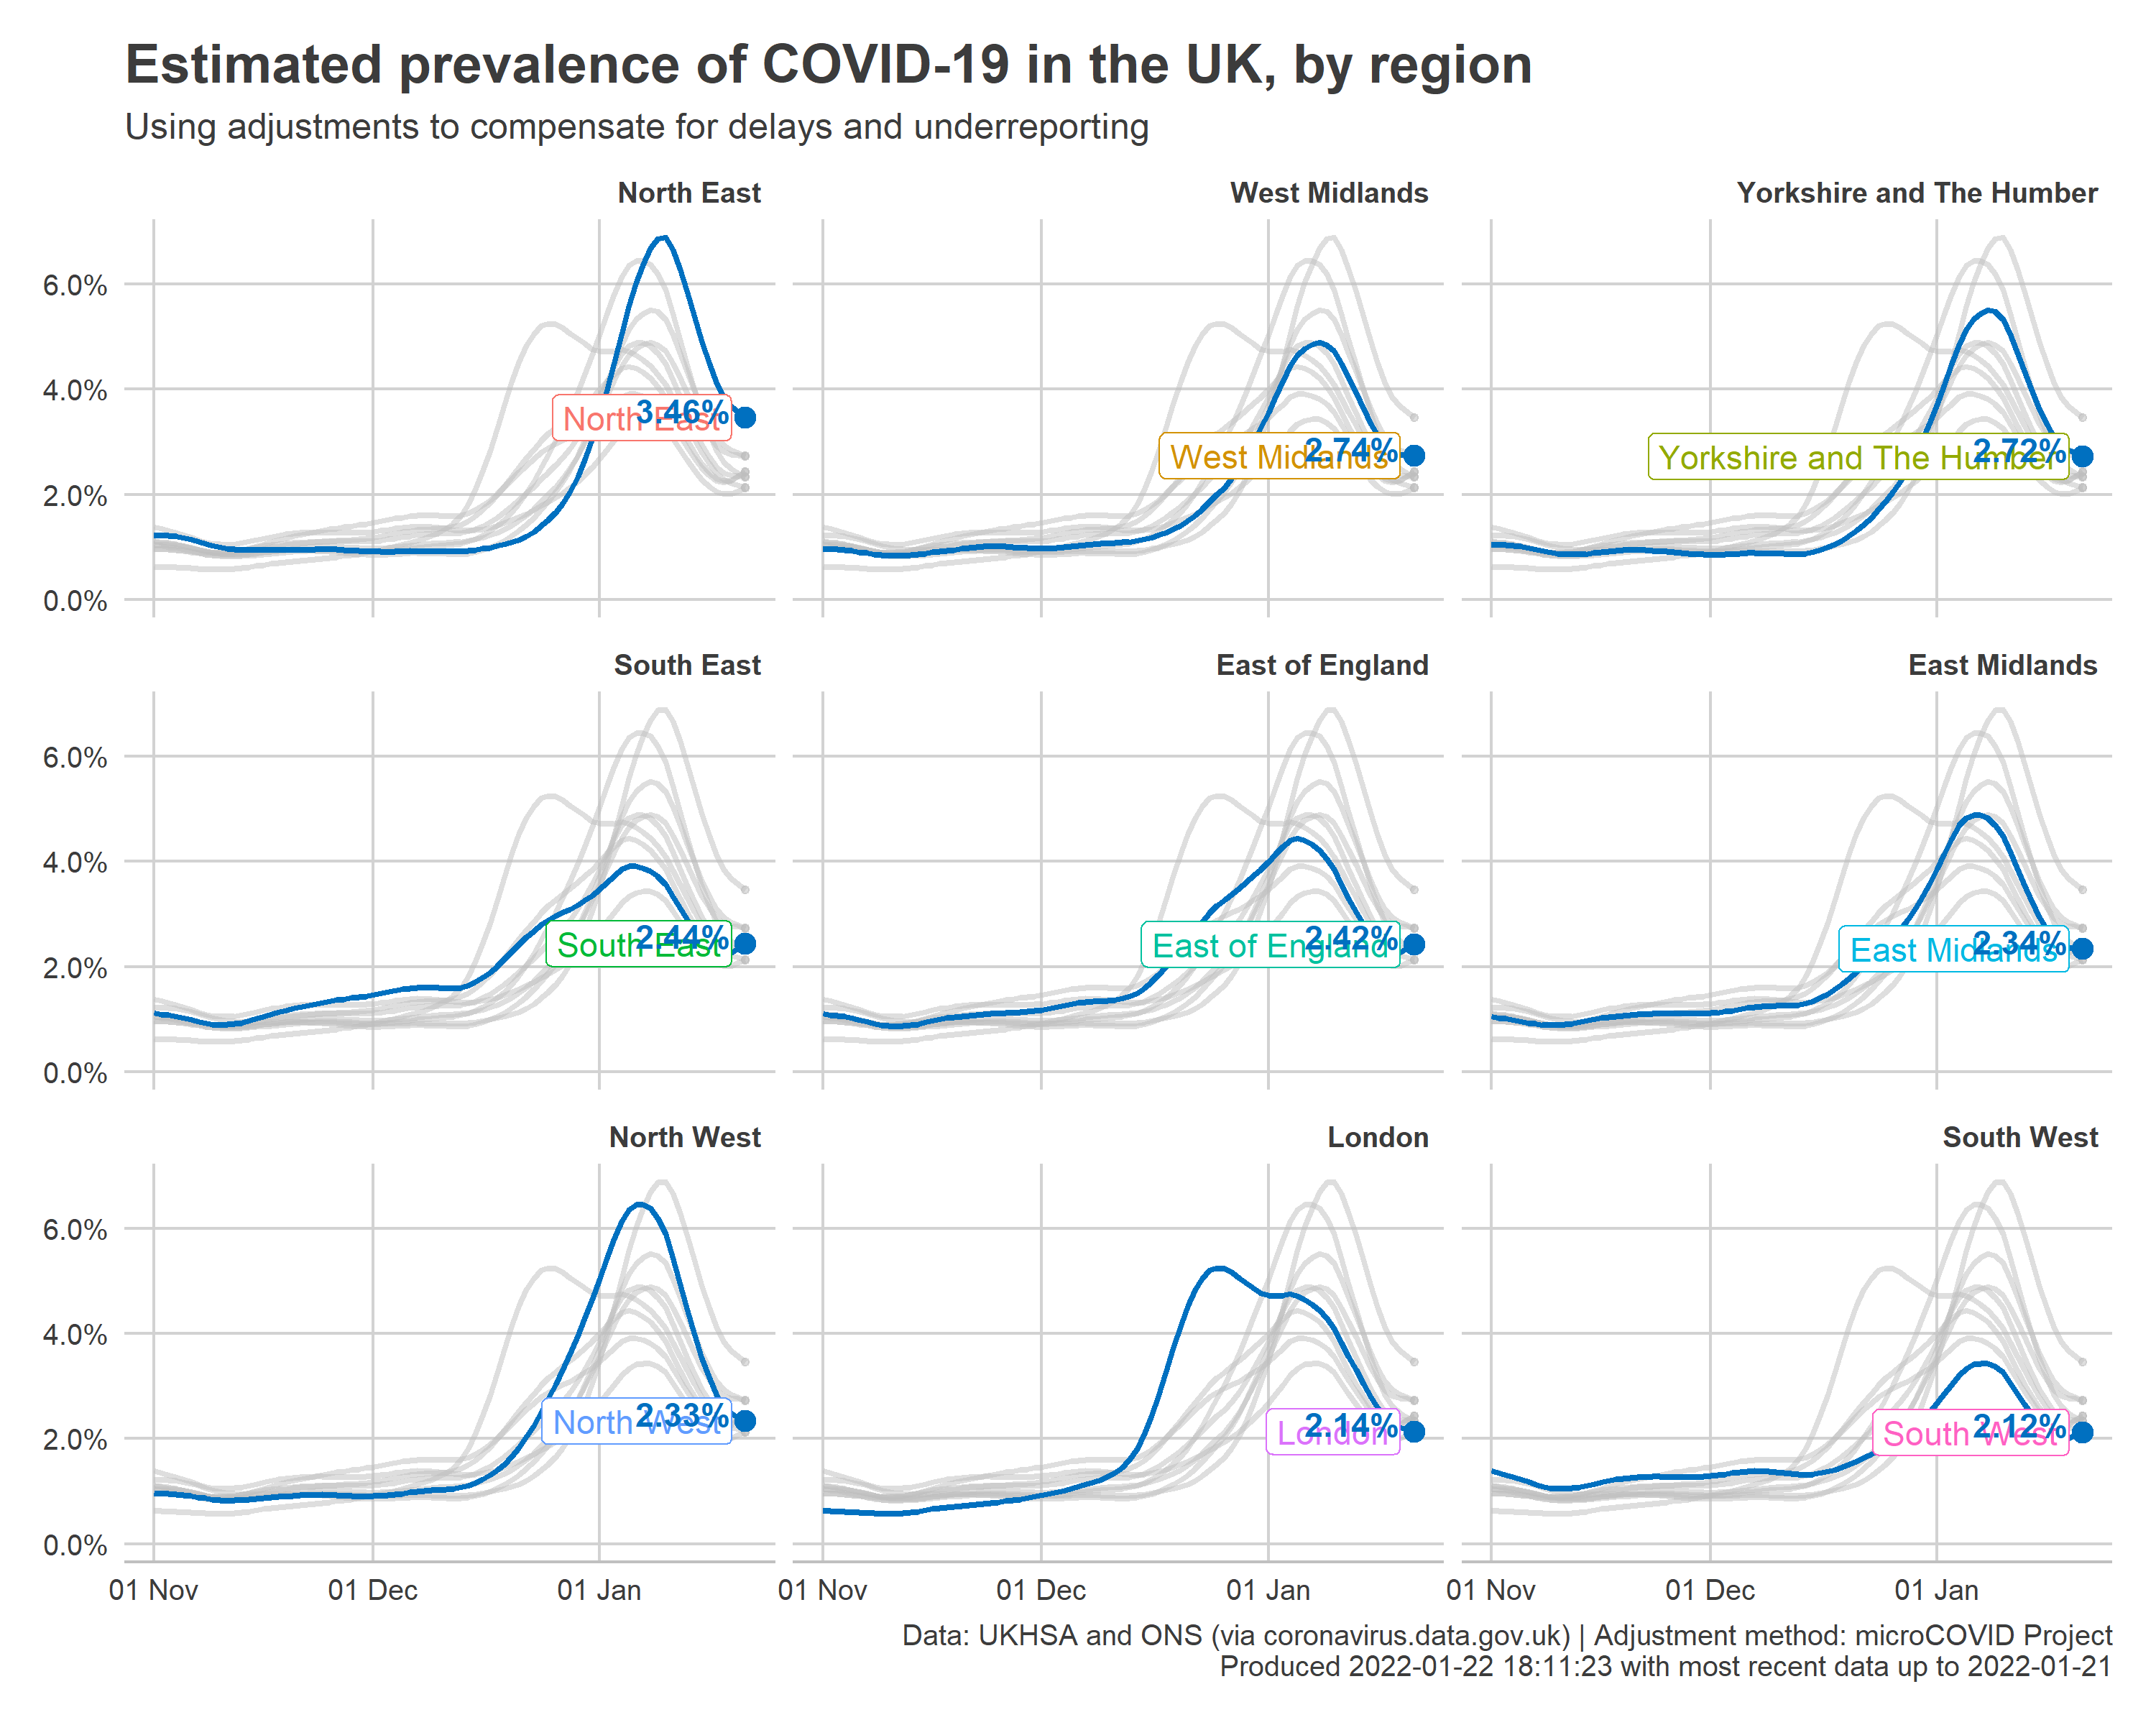 Estimated prevalence of COVID-19 in the UK, by region
Using adjustments to compensate for delays and underreporting
North East
West Midlands
Yorkshire and The Humber
6.0%
4.0%
2.0%
0.0%
North East
3.46%
West Midlands
2.74%
Yorkshire and The Humber
2.72%
South East
East of England
East Midlands
6.0%
4.0%
2.0%
0.0%
South East
2.44%
East of England
2.42%
East Midlands
2.34%
North West
London
South West
6.0%
4.0%
2.0%
0.0%
North West
2.33%
London
2.14%
South West
2.12%
01 Nov
01 Dec
01 Jan
01 Nov
01 Dec
01 Jan
01 Nov
01 Dec
01 Jan
Data: UKHSA and ONS (via coronavirus.data.gov.uk) | Adjustment method: microCOVID Project
Produced 2022-01-22 18:11:23 with most recent data up to 2022-01-21